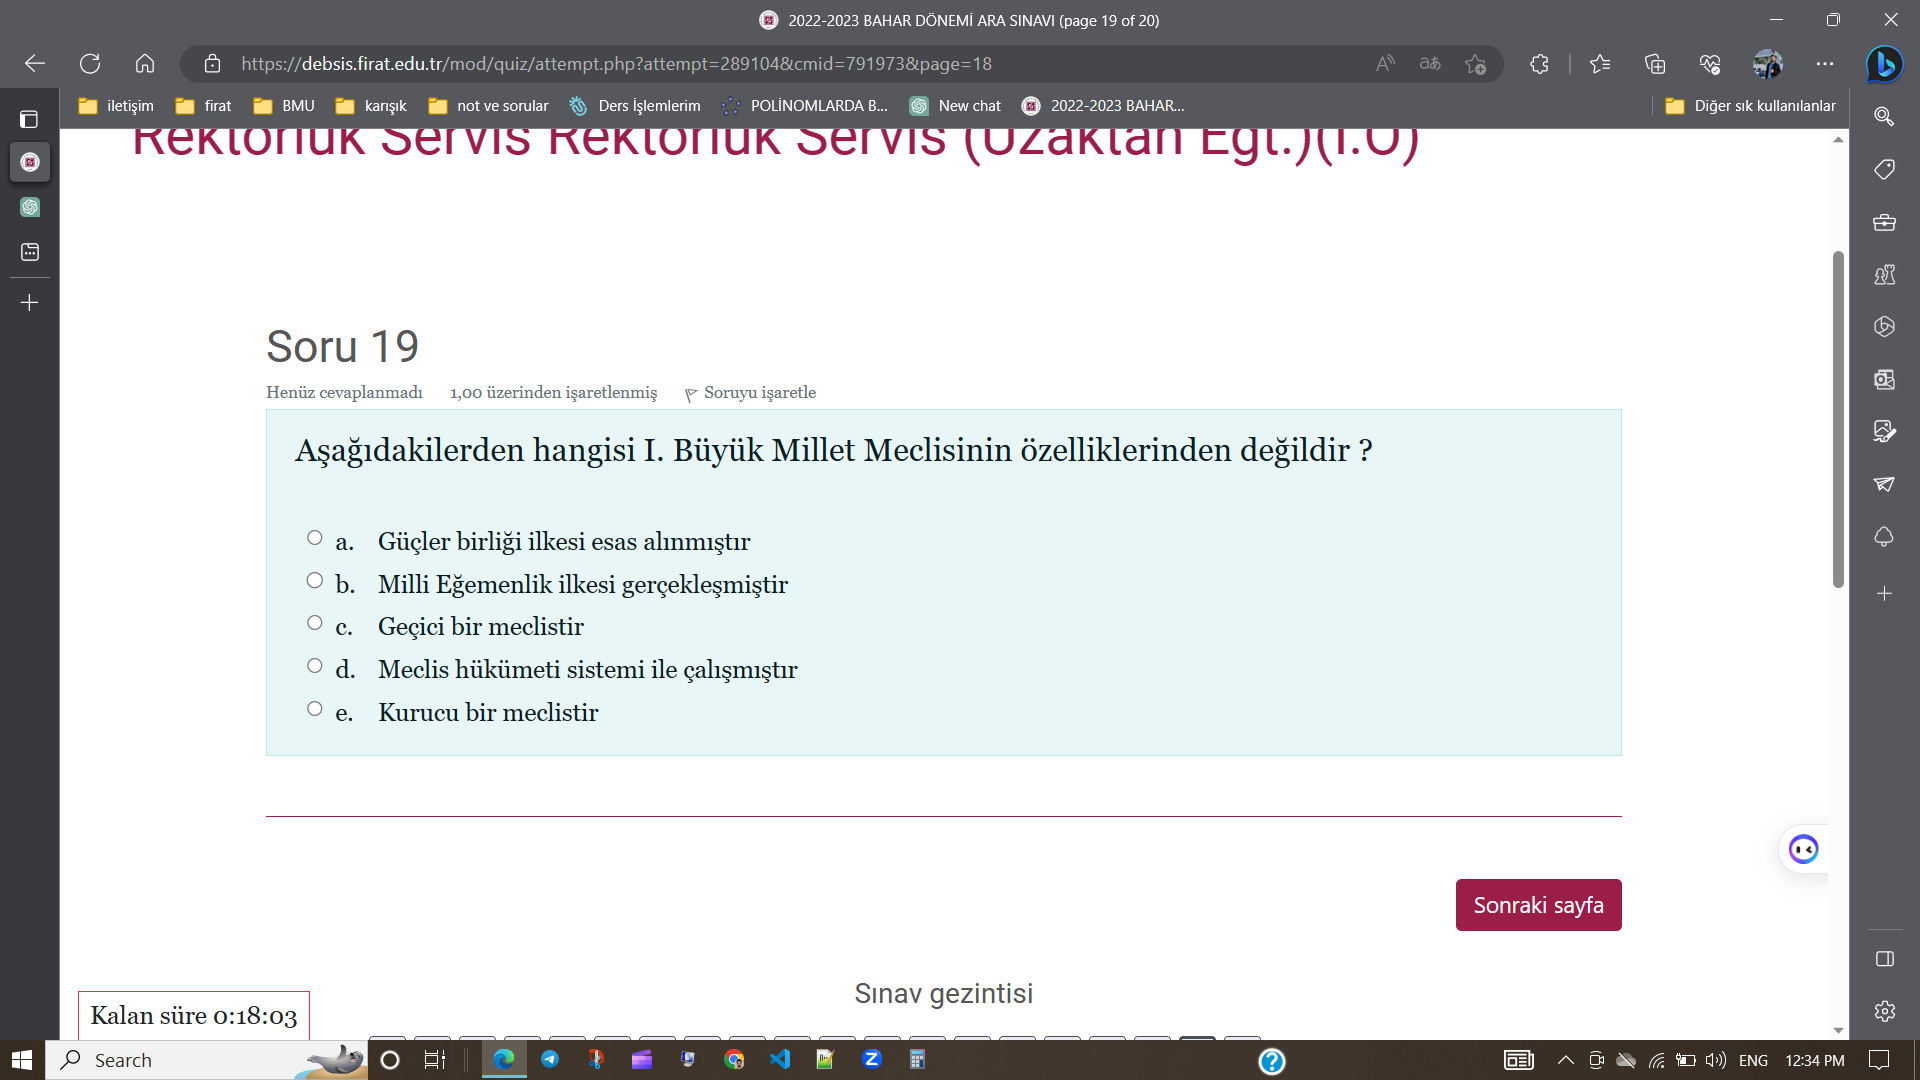 2022-2023 BAHAR DÖNEMİ ARA SINAVI (page 19 of 20)
https://debsis.firat.edu.tr/mod/quiz/attempt.php?attempt=289104&cmid=791973&page=18
iletişim firat BMU karışık not ve sorular Ders İşlemlerim POLİNOMLARDA B... New chat 2022-2023 BAHAR... Diğer sık kullanılanlar
Rektörlük Servis Rektörlük Servis (Uzaktan Egt.)(I.Ö)
Soru 19
Henüz cevaplanmadı 1,00 üzerinden işaretlenmiş Soruyu işaretle
Aşağıdakilerden hangisi I. Büyük Millet Meclisinin özelliklerinden değildir ?
a. Güçler birliği ilkesi esas alınmıştır
b. Milli Eğemenlik ilkesi gerçekleşmiştir
c. Geçici bir meclistir
d. Meclis hükümeti sistemi ile çalışmıştır
e. Kurucu bir meclistir
Sonraki sayfa
Sınav gezintisi
Kalan süre 0:18:03
Search ENG 12:34 PM